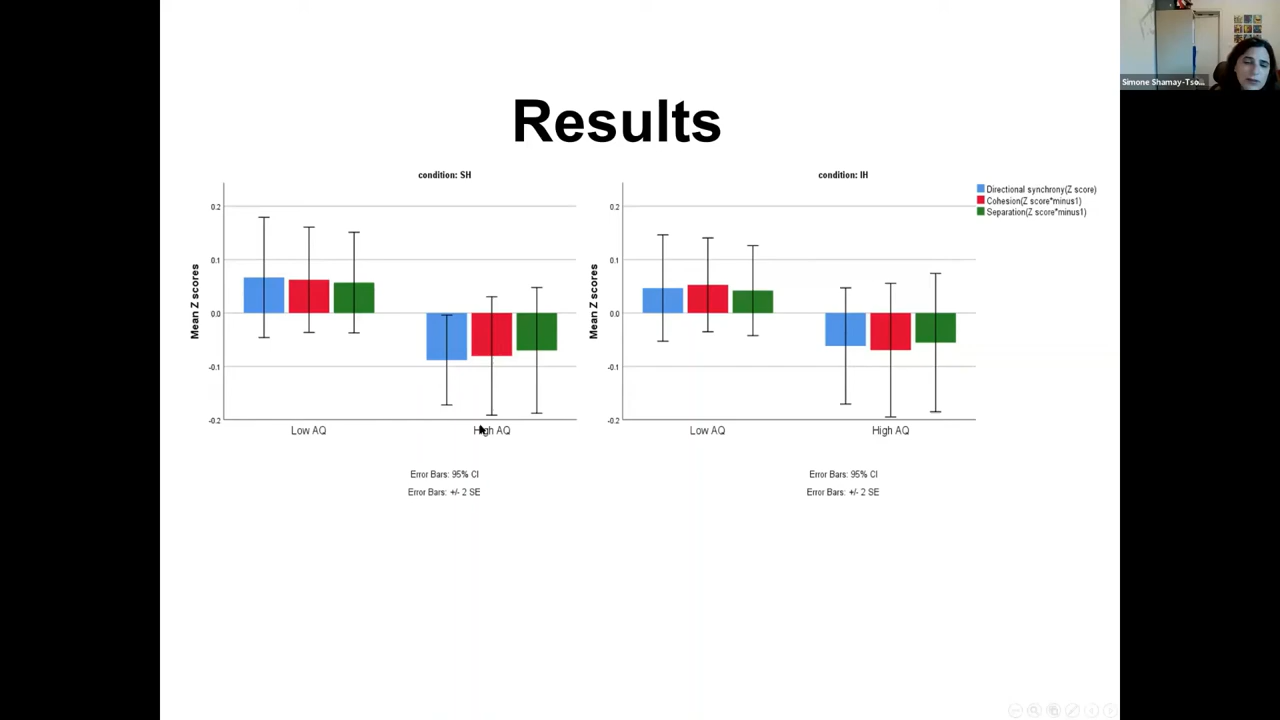 Simone Shamay-Tso...
Results
condition: SH
condition: IH
Directional synchrony(Z score)
Cohesion(Z score*minus1)
Separation(Z score*minus1)
Mean Z scores
0.2
0.1
0.0
-0.1
-0.2
Low AQ
High AQ
Error Bars: 95% CI
Error Bars: +/- 2 SE
Mean Z scores
0.2
0.1
0.0
-0.1
-0.2
Low AQ
High AQ
Error Bars: 95% CI
Error Bars: +/- 2 SE